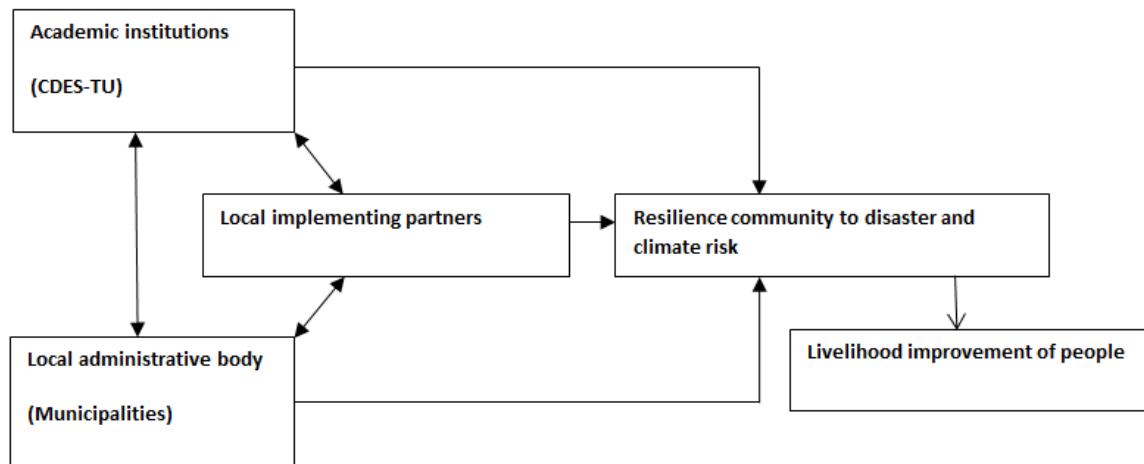 Academic institutions
(CDES-TU)
Local implementing partners
Resilience community to disaster and
climate risk
Local administrative body
(Municipalities)
Livelihood improvement of people